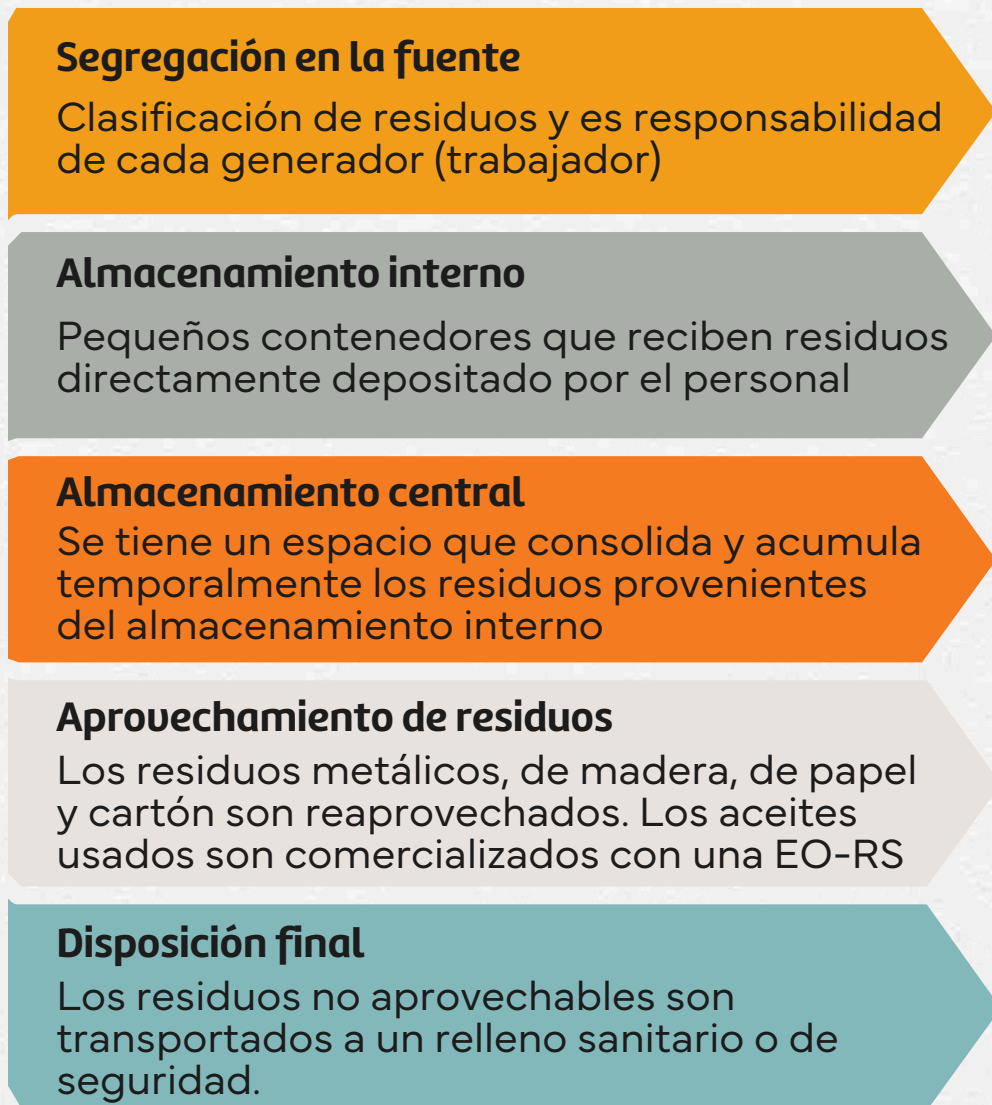 Segregación en la fuente
Clasificación de residuos y es responsabilidad
de cada generador (trabajador)
Almacenamiento interno
Pequeños contenedores que reciben residuos
directamente depositado por el personal
Almacenamiento central
Se tiene un espacio que consolida y acumula
temporalmente los residuos provenientes
del almacenamiento interno
Aprovechamiento de residuos
Los residuos metálicos, de madera, de papel
y cartón son reaprovechados. Los aceites
usados son comercializados con una EO-RS
Disposición final
Los residuos no aprovechables son
transportados a un relleno sanitario o de
seguridad.